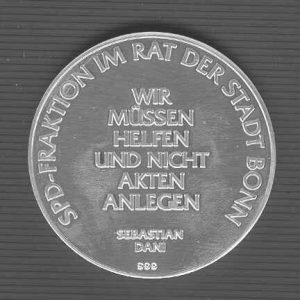 SPD-FRAKTION IM RAT DER STADT BONN
WIR
MÜSSEN
HELFEN
UND NICHT
AKTEN
ANLEGEN
SEBASTIAN
DANI
999